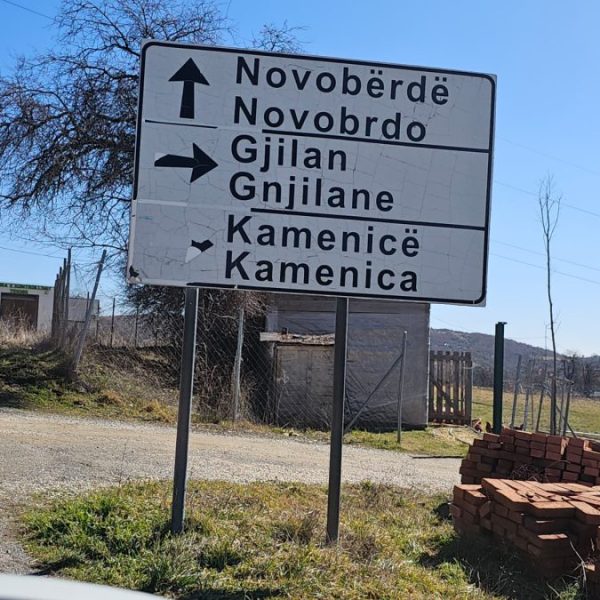 Novobërdë
Novobrdo
Gjilan
Gnjilane
Kamenicë
Kamenica